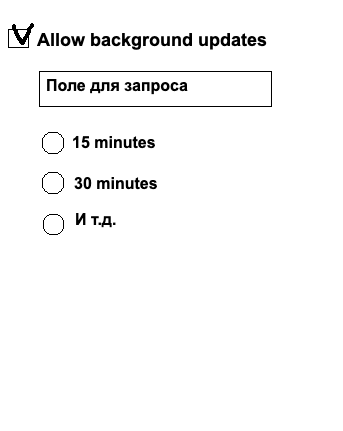 Allow background updates
Поле для запроса
15 minutes
30 minutes
И т.д.